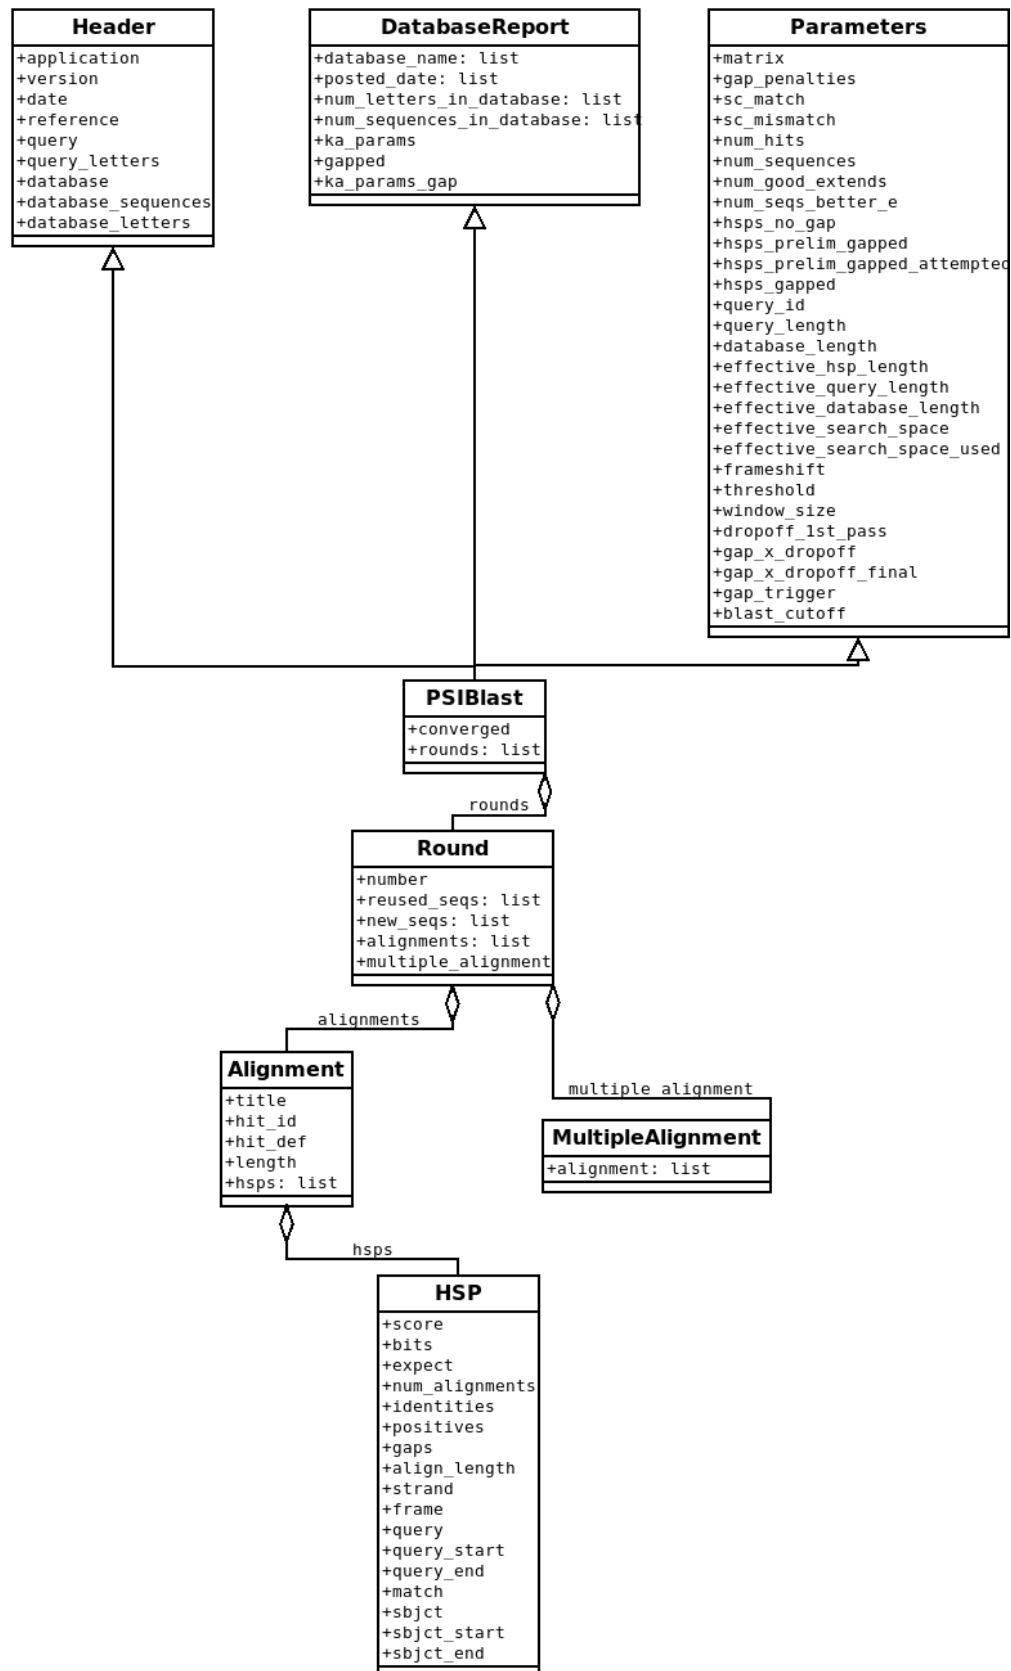 Header
+application
+version
+date
+reference
+query
+query_letters
+database
+database_sequences
+database_letters
DatabaseReport
+database_name: list
+posted_date: list
+num_letters_in_database: list
+num_sequences_in_database: list
+ka_params
+gapped
+ka_params_gap
Parameters
+matrix
+gap_penalties
+sc_match
+sc_mismatch
+num_hits
+num_sequences
+num_good_extends
+num_seqs_better_e
+hsps_no_gap
+hsps_prelim_gapped
+hsps_prelim_gapped_attempted
+hsps_gapped
+query_id
+query_length
+database_length
+effective_hsp_length
+effective_query_length
+effective_database_length
+effective_search_space
+effective_search_space_used
+frameshift
+threshold
+window_size
+dropoff_1st_pass
+gap_x_dropoff
+gap_x_dropoff_final
+gap_trigger
+blast_cutoff
PSIBlast
+converged
+rounds: list
rounds
Round
+number
+reused_seqs: list
+new_seqs: list
+alignments: list
+multiple_alignment
alignments
Alignment
+title
+hit_id
+hit_def
+length
+hsps: list
multiple alignment
MultipleAlignment
+alignment: list
hsps
HSP
+score
+bits
+expect
+num_alignments
+identities
+positives
+gaps
+align_length
+strand
+frame
+query
+query_start
+query_end
+match
+sbjct
+sbjct_start
+sbjct_end